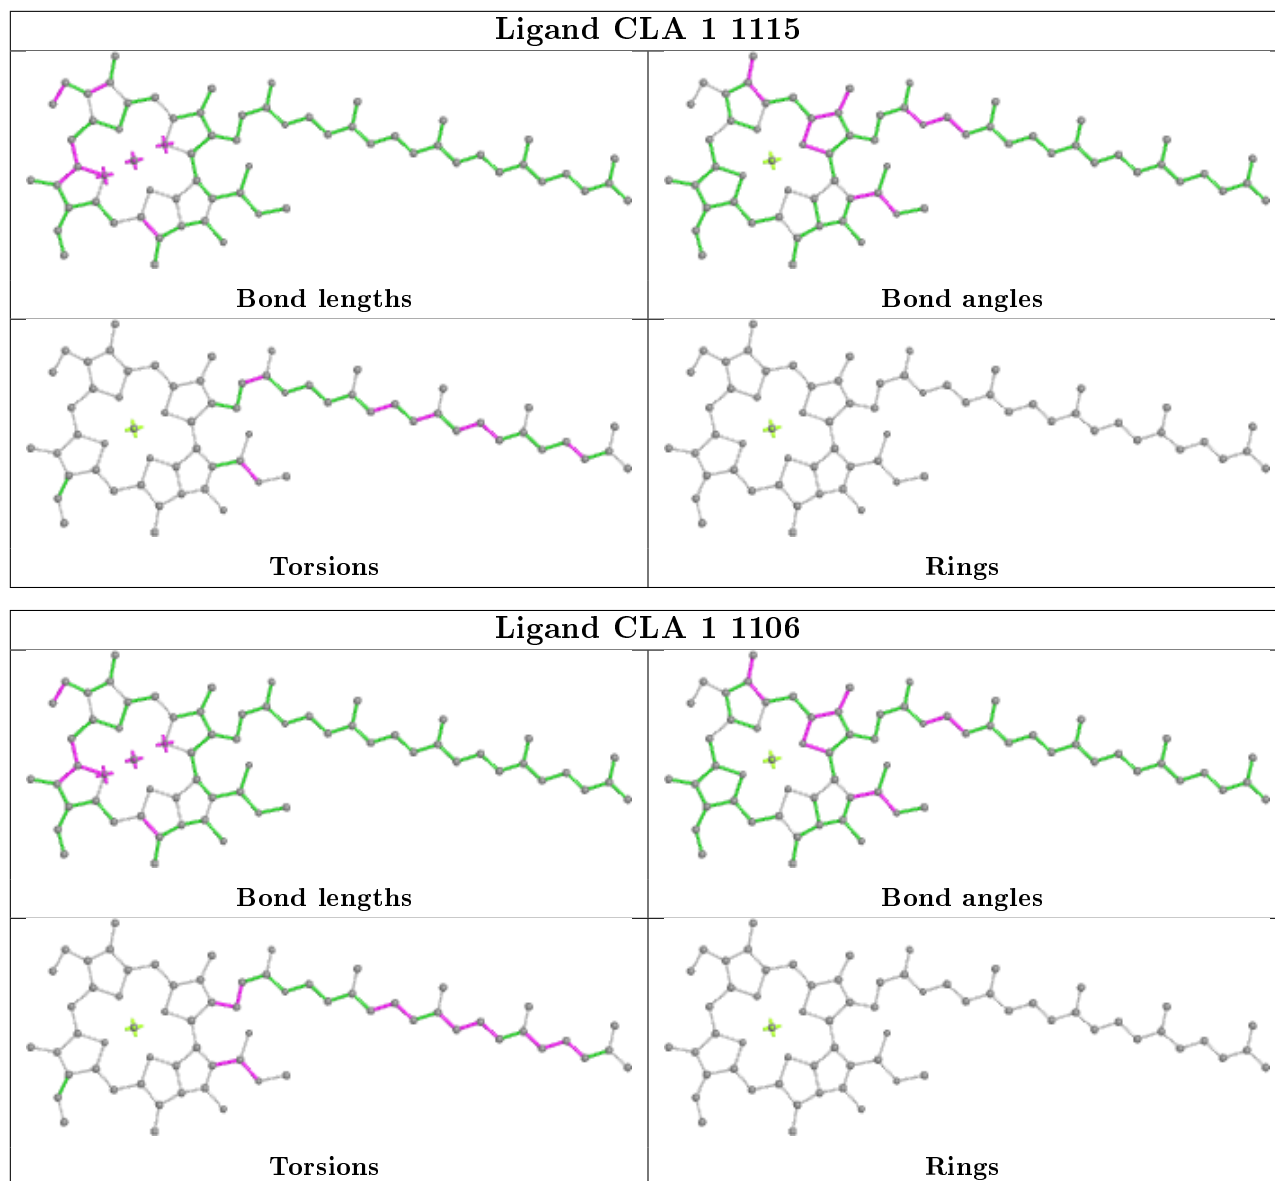 Ligand CLA 1 1115
Bond lengths
Bond angles
Torsions
Rings
Ligand CLA 1 1106
Bond lengths
Bond angles
Torsions
Rings